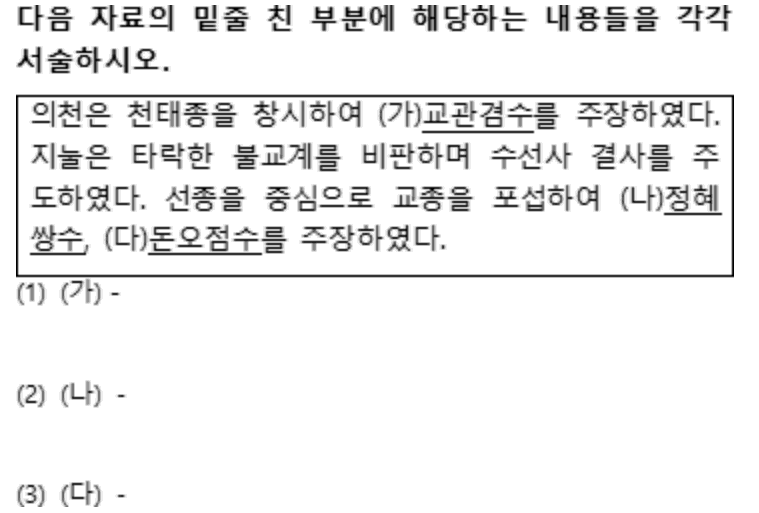 다음 자료의 밑줄 친 부분에 해당하는 내용들을 각각
서술하시오.
의천은 천태종을 창시하여 (가)교관겸수를 주장하였다.
지눌은 타락한 불교계를 비판하며 수선사 결사를 주
도하였다. 선종을 중심으로 교종을 포섭하여 (나)정혜
쌍수, (다)돈오점수를 주장하였다.
(1) (가) -
(2) (나) -
(3) (다) -